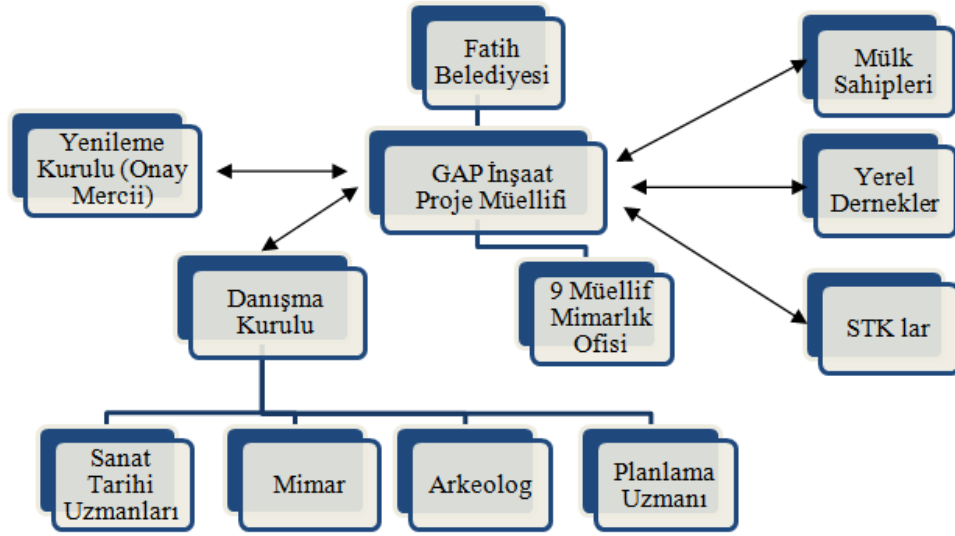 Fatih
Belediyesi
Mülk
Sahipleri
Yenileme
Kurulu (Onay
Mercii)
GAP İnşaat
Proje Müellifi
Yerel
Dernekler
Danışma
Kurulu
9 Müellif
Mimarlık
Ofisi
STK lar
Sanat
Tarihi
Uzmanları
Mimar
Arkeolog
Planlama
Uzmanı